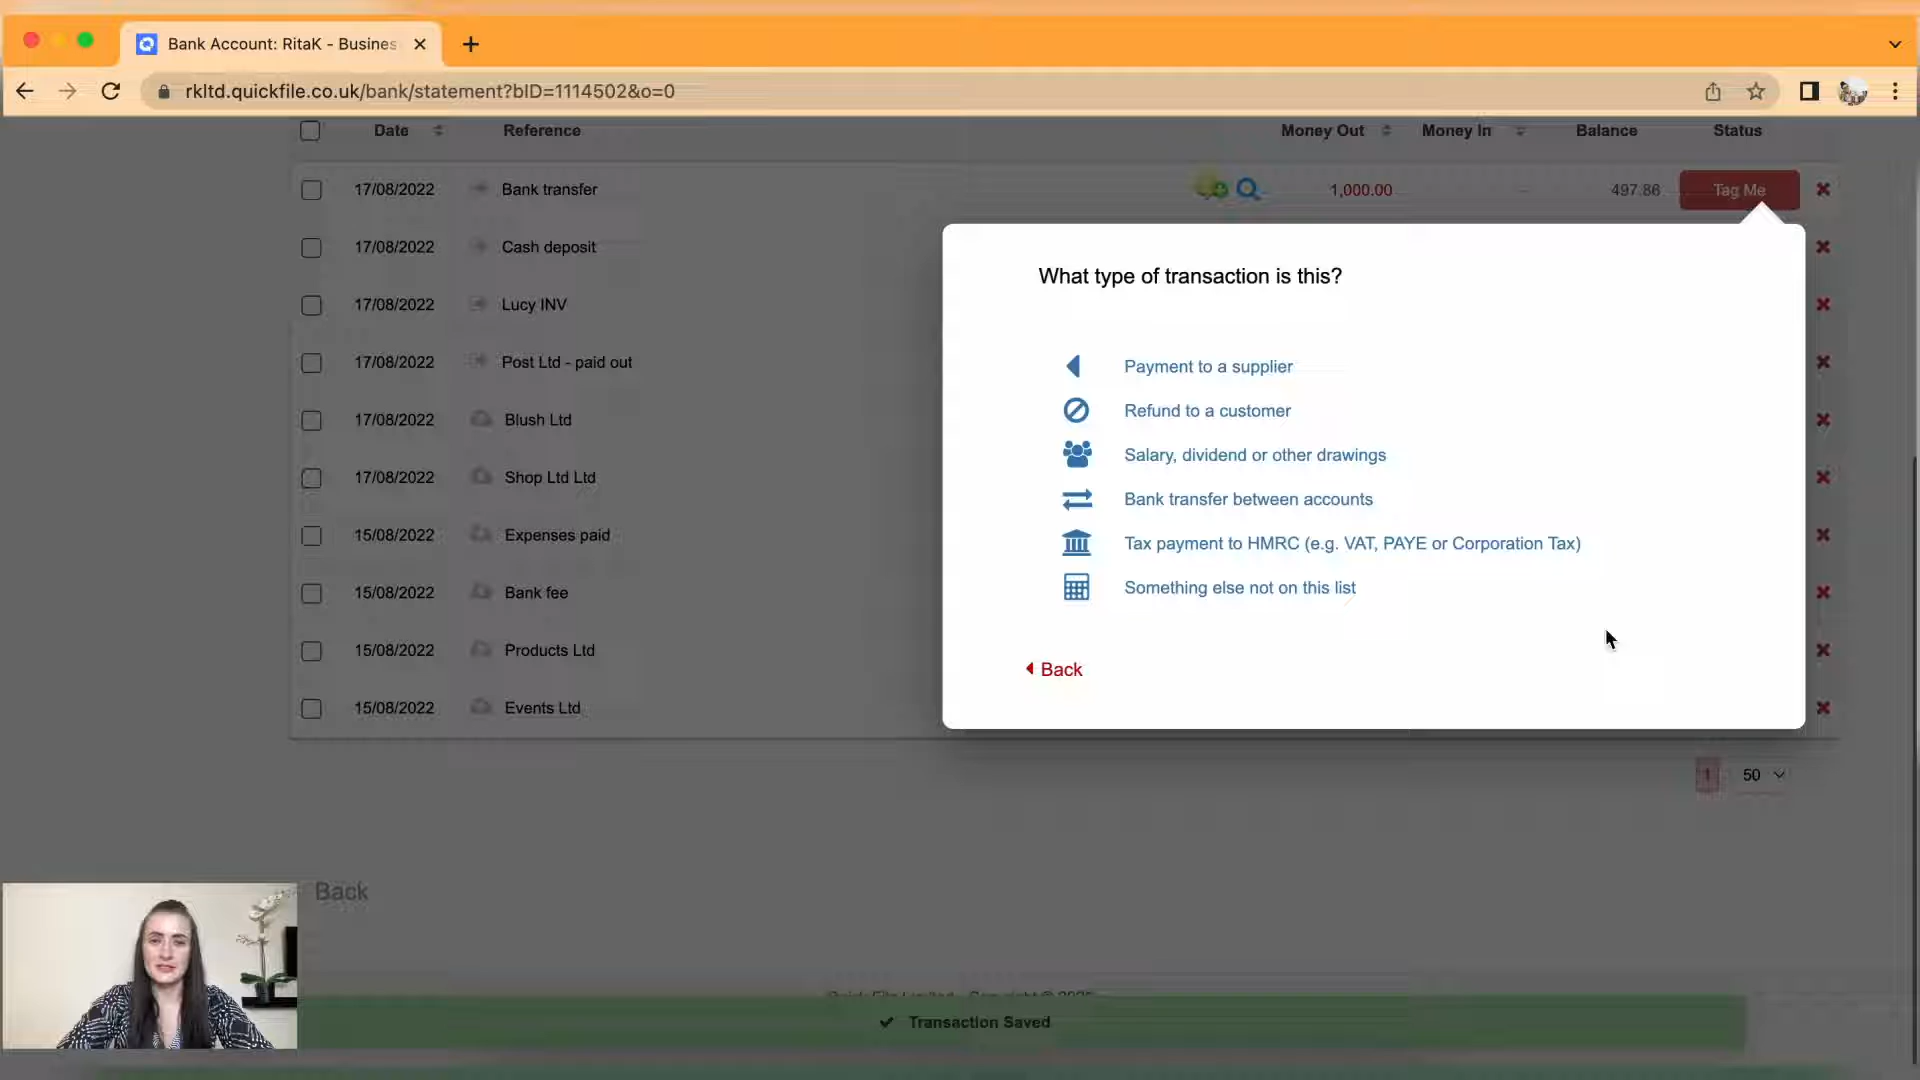 Bank Account: RitaK - Busines
rkltd.quickfile.co.uk/bank/statement?bID=1114502&o=0
Date Reference Money Out Money In Balance Status
17/08/2022 Bank transfer 1,000.00 497.86 Tag Me
17/08/2022 Cash deposit
17/08/2022 Lucy INV
17/08/2022 Post Ltd - paid out
17/08/2022 Blush Ltd
17/08/2022 Shop Ltd Ltd
15/08/2022 Expenses paid
15/08/2022 Bank fee
15/08/2022 Products Ltd
15/08/2022 Events Ltd
What type of transaction is this?
Payment to a supplier
Refund to a customer
Salary, dividend or other drawings
Bank transfer between accounts
Tax payment to HMRC (e.g. VAT, PAYE or Corporation Tax)
Something else not on this list
Back
1 50
Back
Transaction Saved